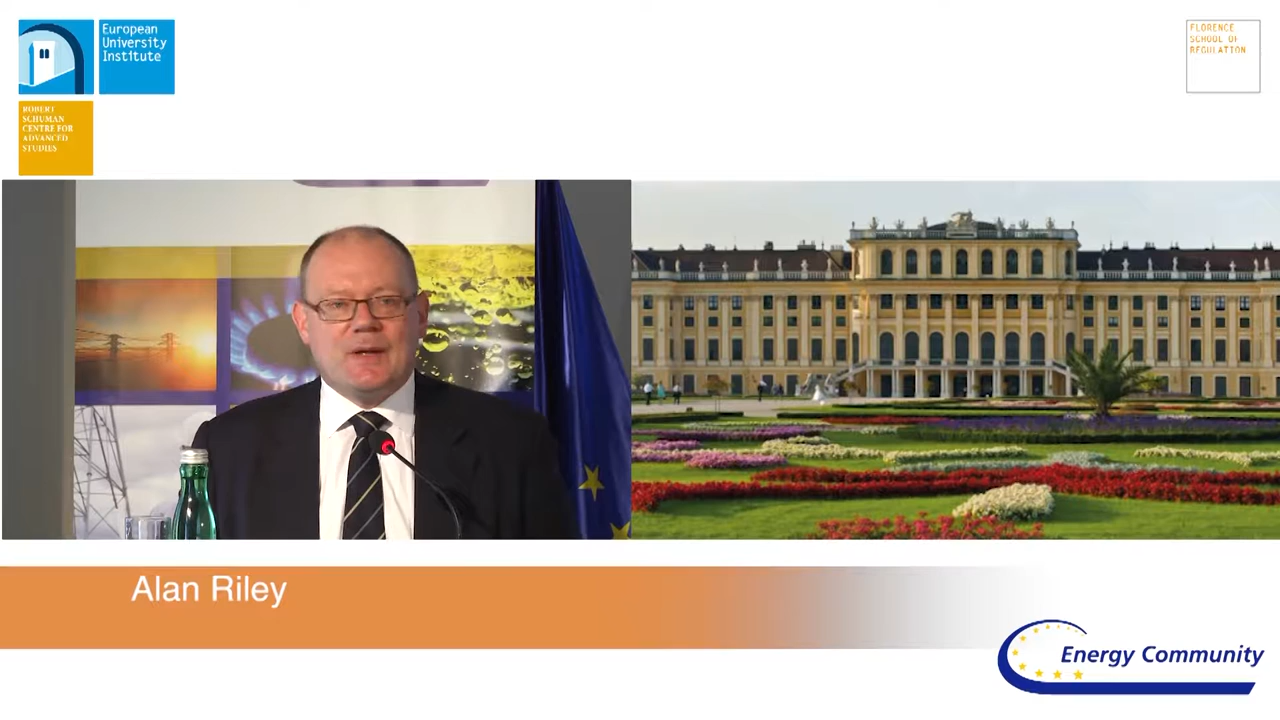 European
University
Institute
FLORENCE
SCHOOL OF
REGULATION
ROBERT
SCHUMAN
CENTRE FOR
ADVANCED
STUDIES
Alan Riley
Energy Community